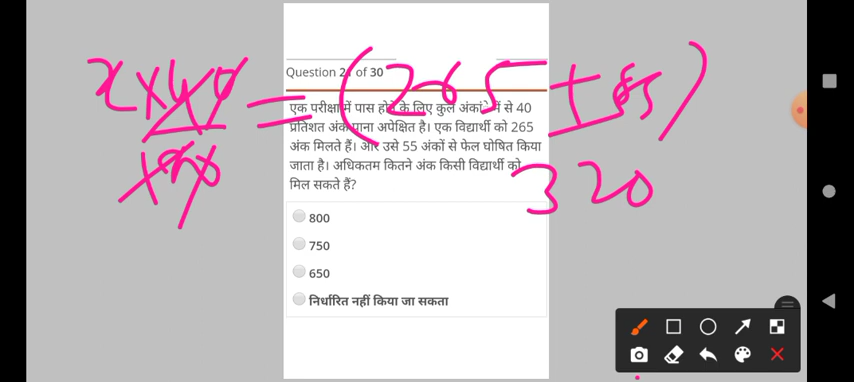 Question 21 of 30
एक परीक्षा में पास होने के लिए कुल अंकों में से 40
प्रतिशत अंक पाना अपेक्षित है। एक विद्यार्थी को 265
अंक मिलते हैं। और उसे 55 अंकों से फेल घोषित किया
जाता है। अधिकतम कितने अंक किसी विद्यार्थी को
मिल सकते हैं?
800
750
650
निर्धारित नहीं किया जा सकता
x × 40
100
= (265 + 55)
320